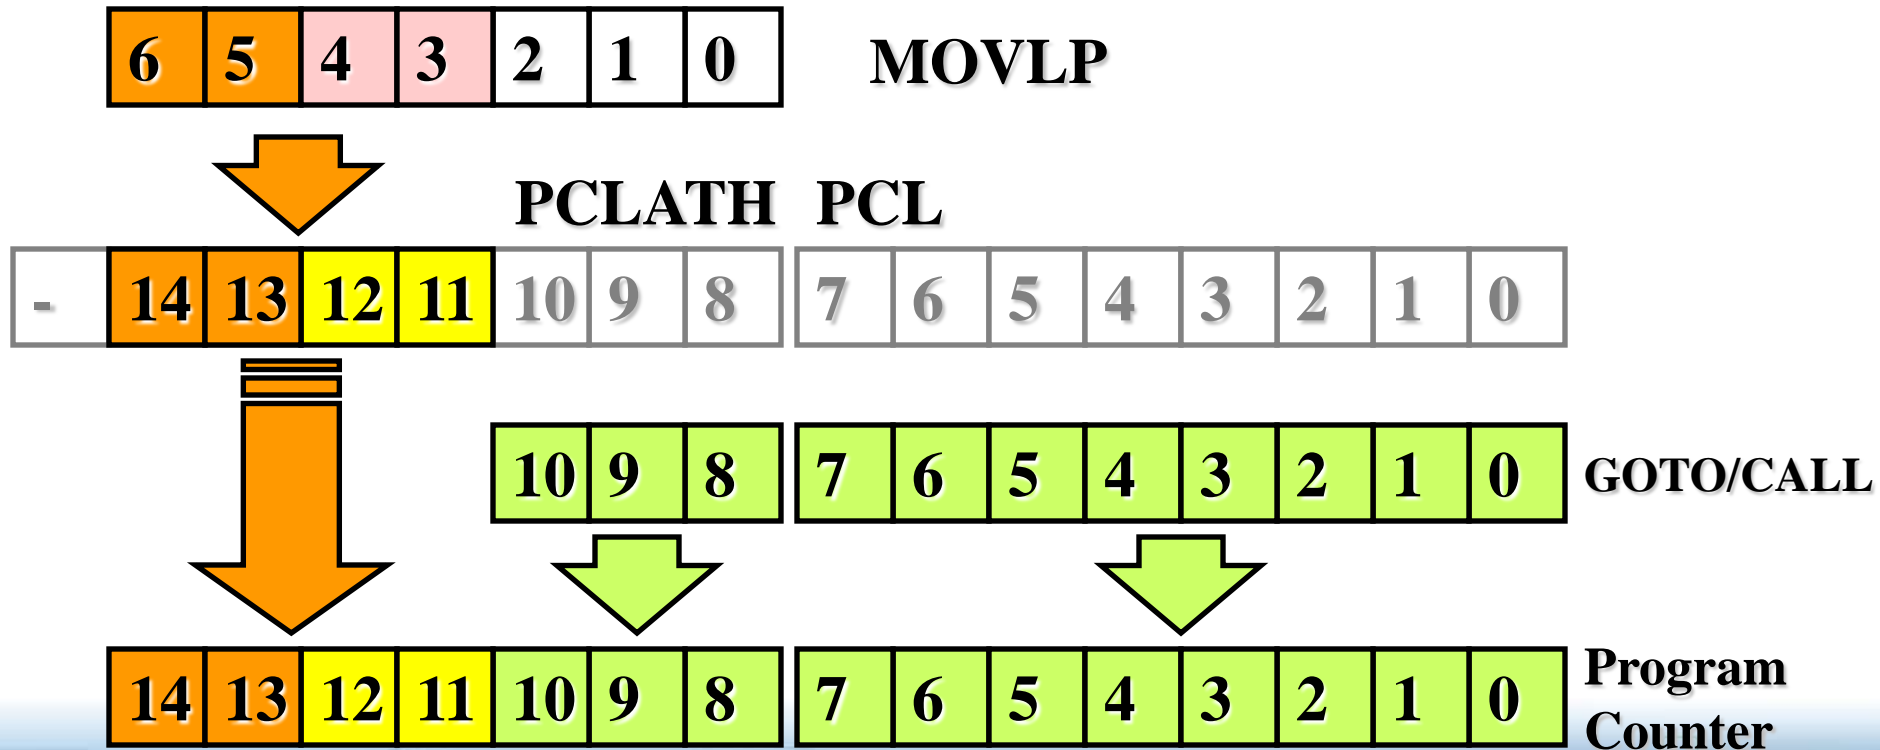 6 5 4 3 2 1 0 MOVLP
PCLATH PCL
- 14 13 12 11 10 9 8 7 6 5 4 3 2 1 0
10 9 8 7 6 5 4 3 2 1 0 GOTO/CALL
14 13 12 11 10 9 8 7 6 5 4 3 2 1 0 Program
Counter